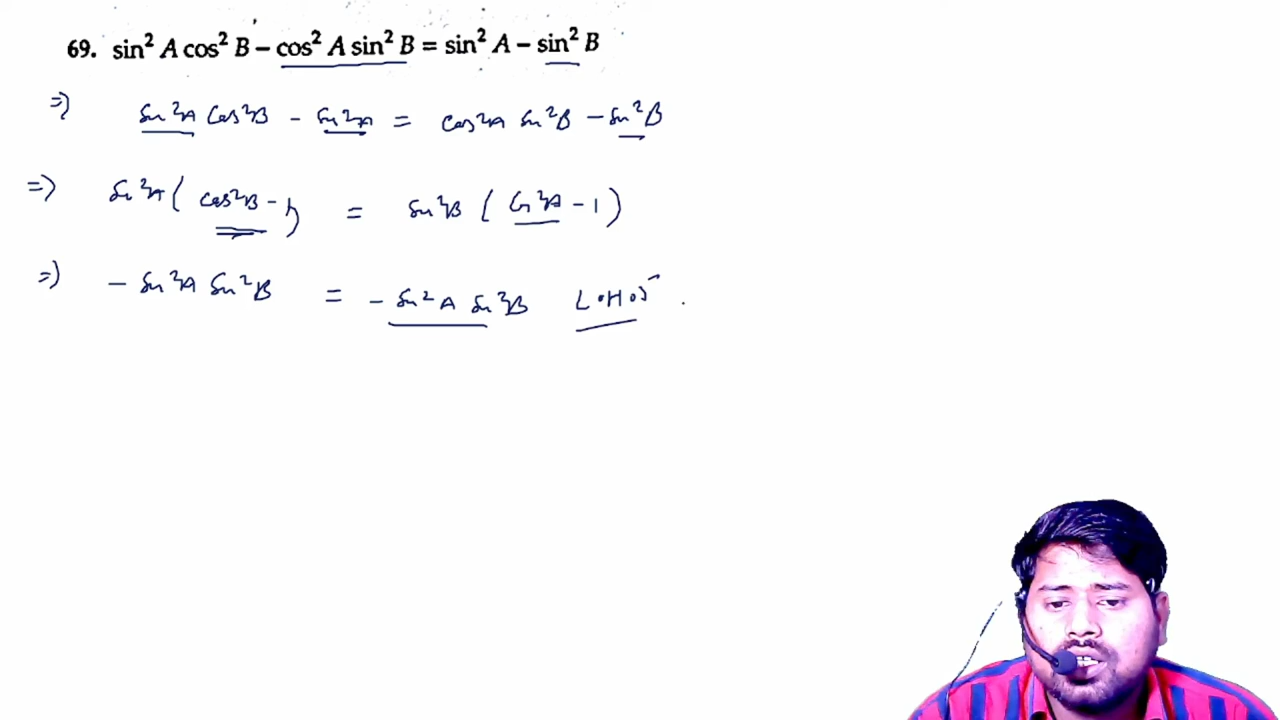 69. sin² A cos² B – cos² A sin² B = sin² A – sin² B
⇒ sin²A cos²B - sin²A = cos²A sin²B - sin²B
⇒ sin²A ( cos²B - 1 ) = sin²B ( cos²A - 1 )
⇒ - sin²A sin²B = - sin²A sin²B L.H.S